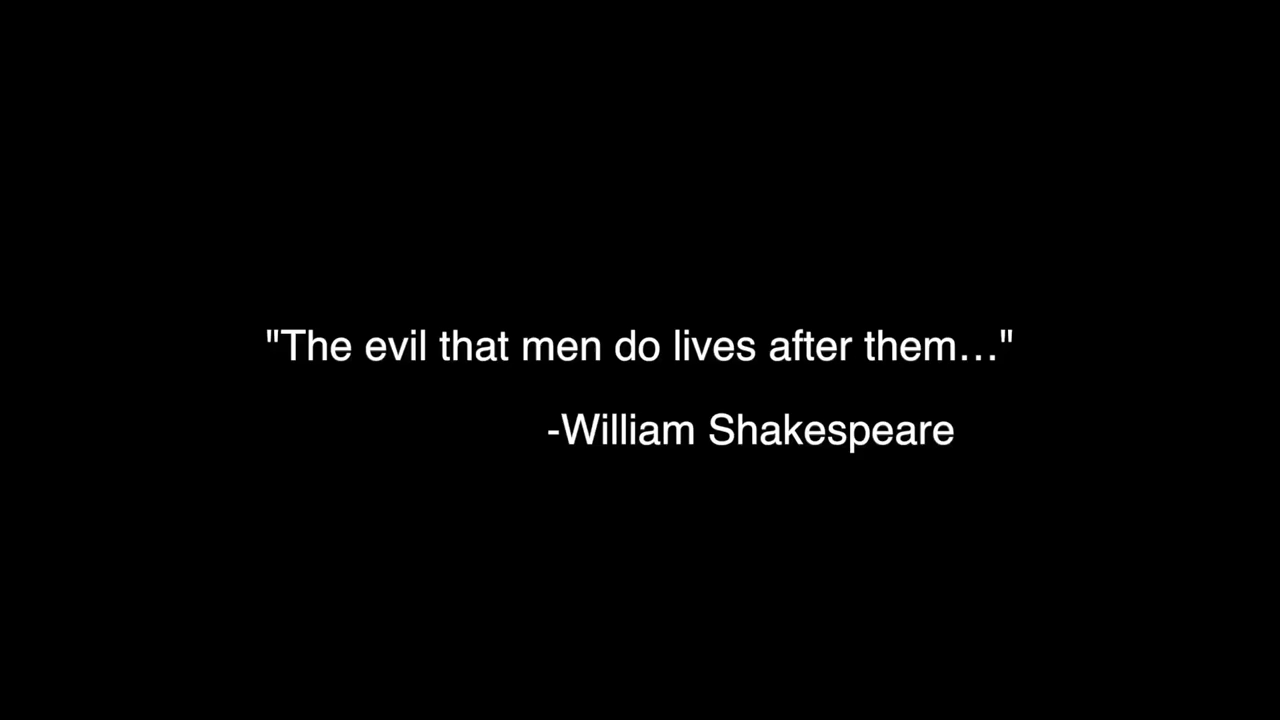 "The evil that men do lives after them…"
-William Shakespeare